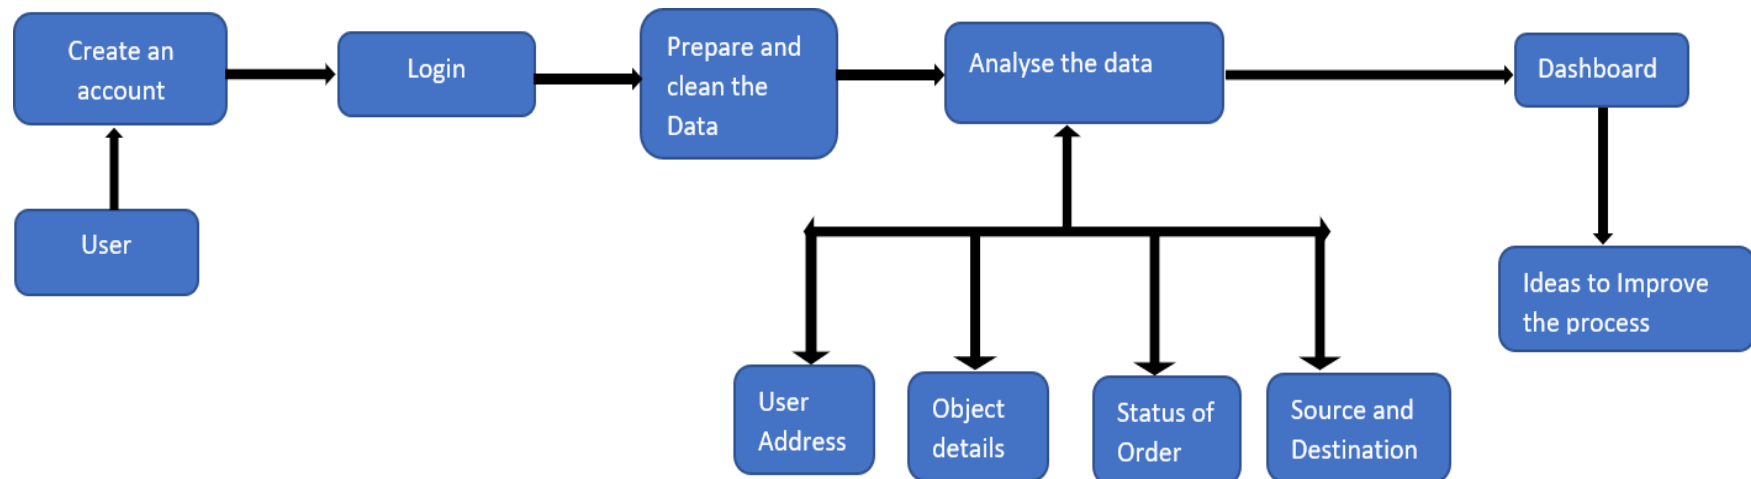 Create an
account
Login
Prepare and
clean the
Data
Analyse the data
Dashboard
User
Ideas to Improve
the process
User
Address
Object
details
Status of
Order
Source and
Destination